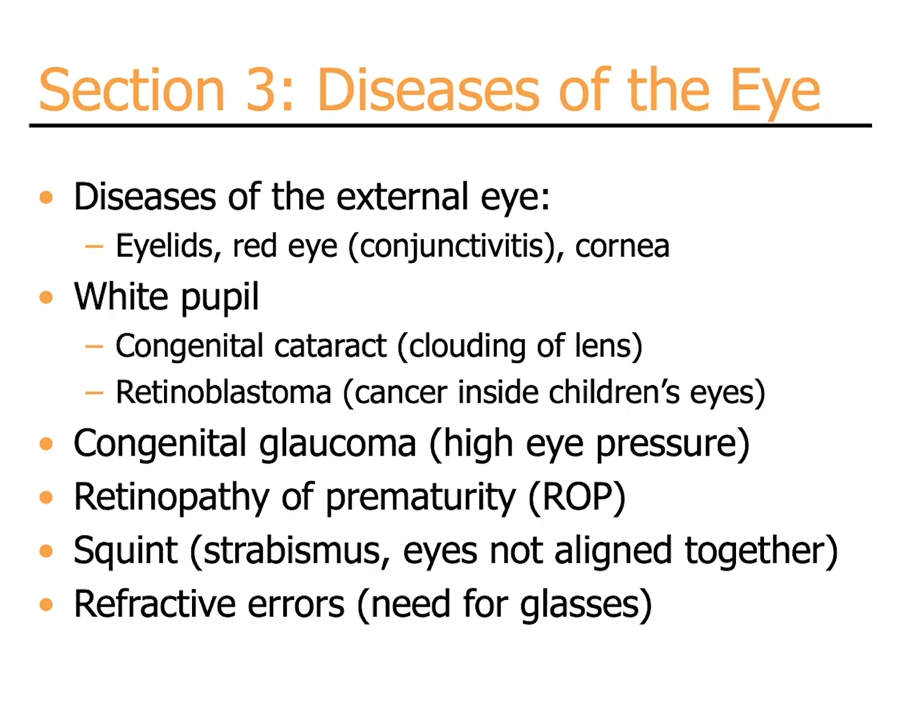 Section 3: Diseases of the Eye
• Diseases of the external eye:
– Eyelids, red eye (conjunctivitis), cornea
• White pupil
– Congenital cataract (clouding of lens)
– Retinoblastoma (cancer inside children’s eyes)
• Congenital glaucoma (high eye pressure)
• Retinopathy of prematurity (ROP)
• Squint (strabismus, eyes not aligned together)
• Refractive errors (need for glasses)